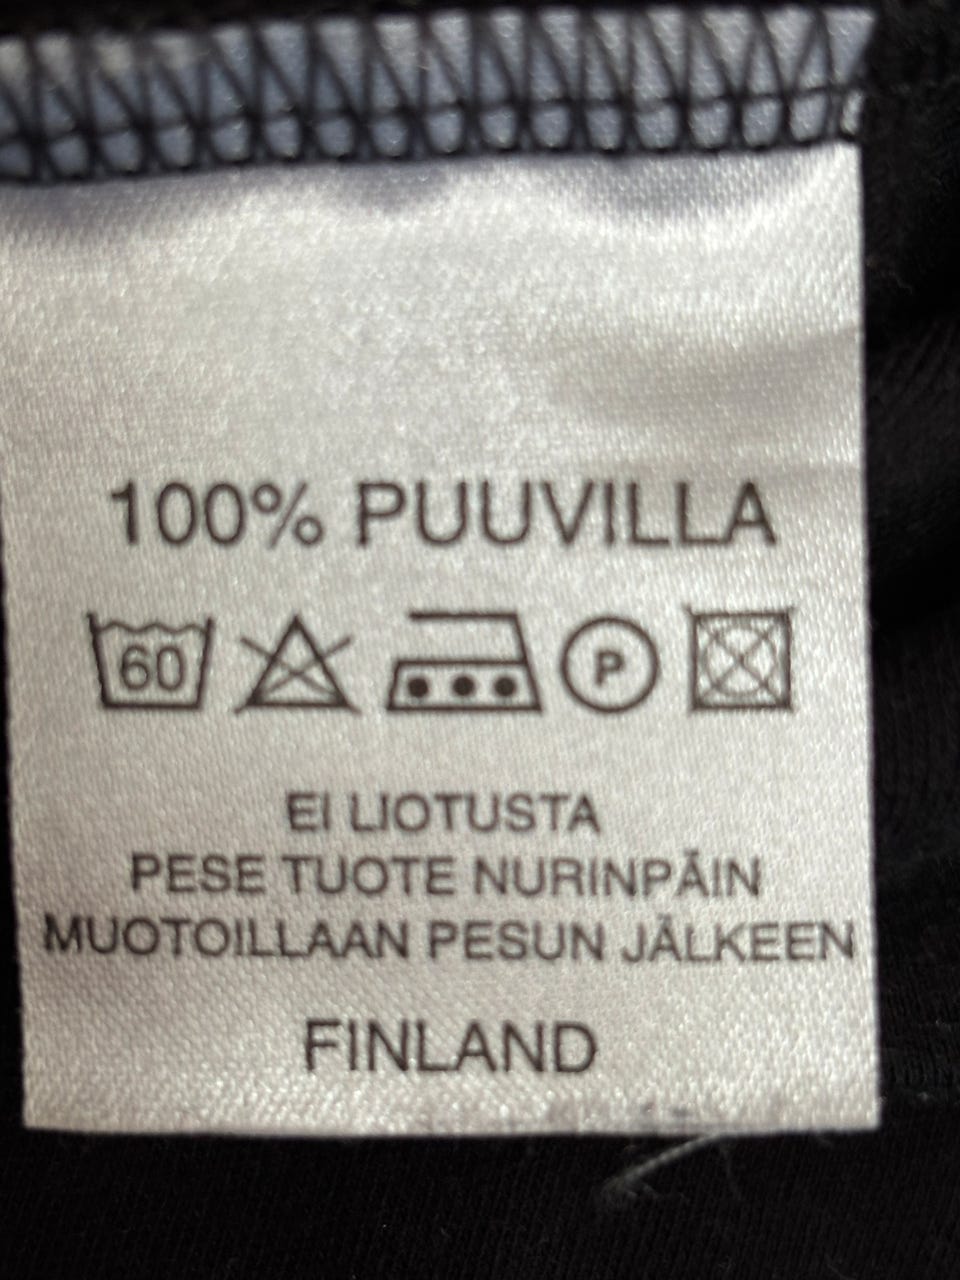 100% PUUVILLA
60 P
EI LIOTUSTA
PESE TUOTE NURINPÄIN
MUOTOILLAAN PESUN JÄLKEEN
FINLAND